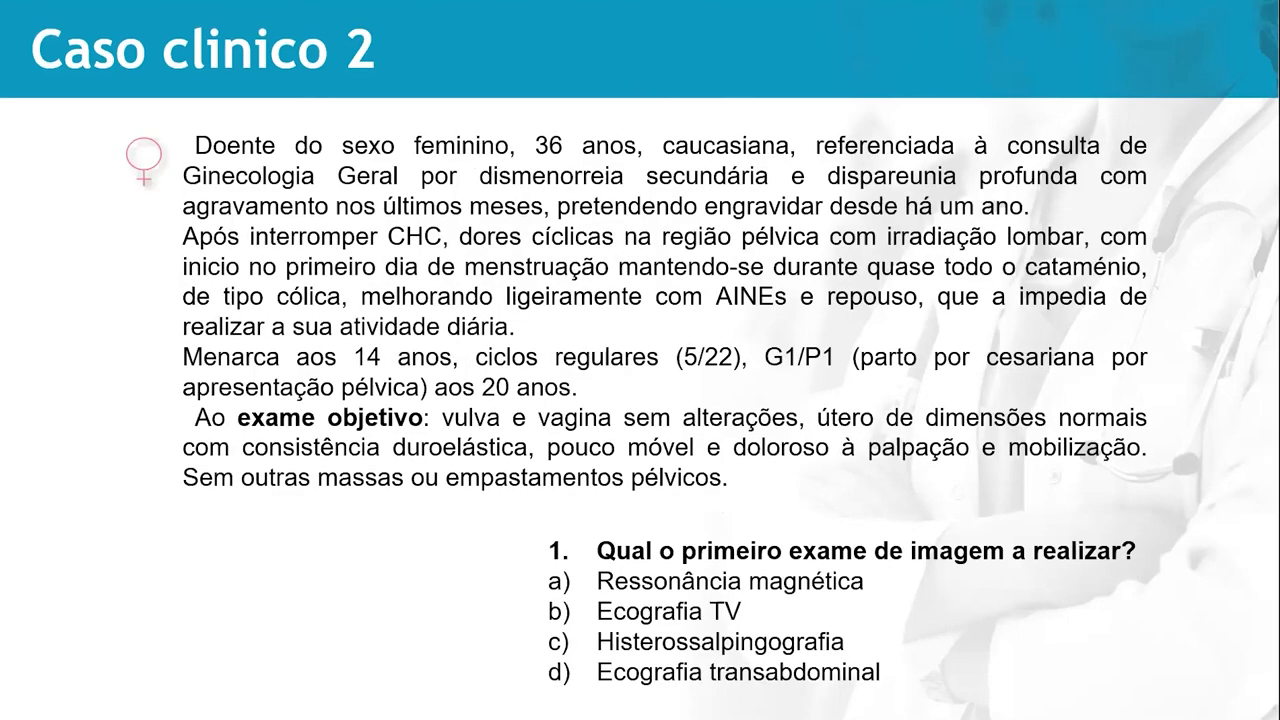 Caso clinico 2
Doente do sexo feminino, 36 anos, caucasiana, referenciada à consulta de
Ginecologia Geral por dismenorreia secundária e dispareunia profunda com
agravamento nos últimos meses, pretendendo engravidar desde há um ano.
Após interromper CHC, dores cíclicas na região pélvica com irradiação lombar, com
inicio no primeiro dia de menstruação mantendo-se durante quase todo o cataménio,
de tipo cólica, melhorando ligeiramente com AINEs e repouso, que a impedia de
realizar a sua atividade diária.
Menarca aos 14 anos, ciclos regulares (5/22), G1/P1 (parto por cesariana por
apresentação pélvica) aos 20 anos.
Ao exame objetivo: vulva e vagina sem alterações, útero de dimensões normais
com consistência duroelástica, pouco móvel e doloroso à palpação e mobilização.
Sem outras massas ou empastamentos pélvicos.
1. Qual o primeiro exame de imagem a realizar?
a) Ressonância magnética
b) Ecografia TV
c) Histerossalpingografia
d) Ecografia transabdominal